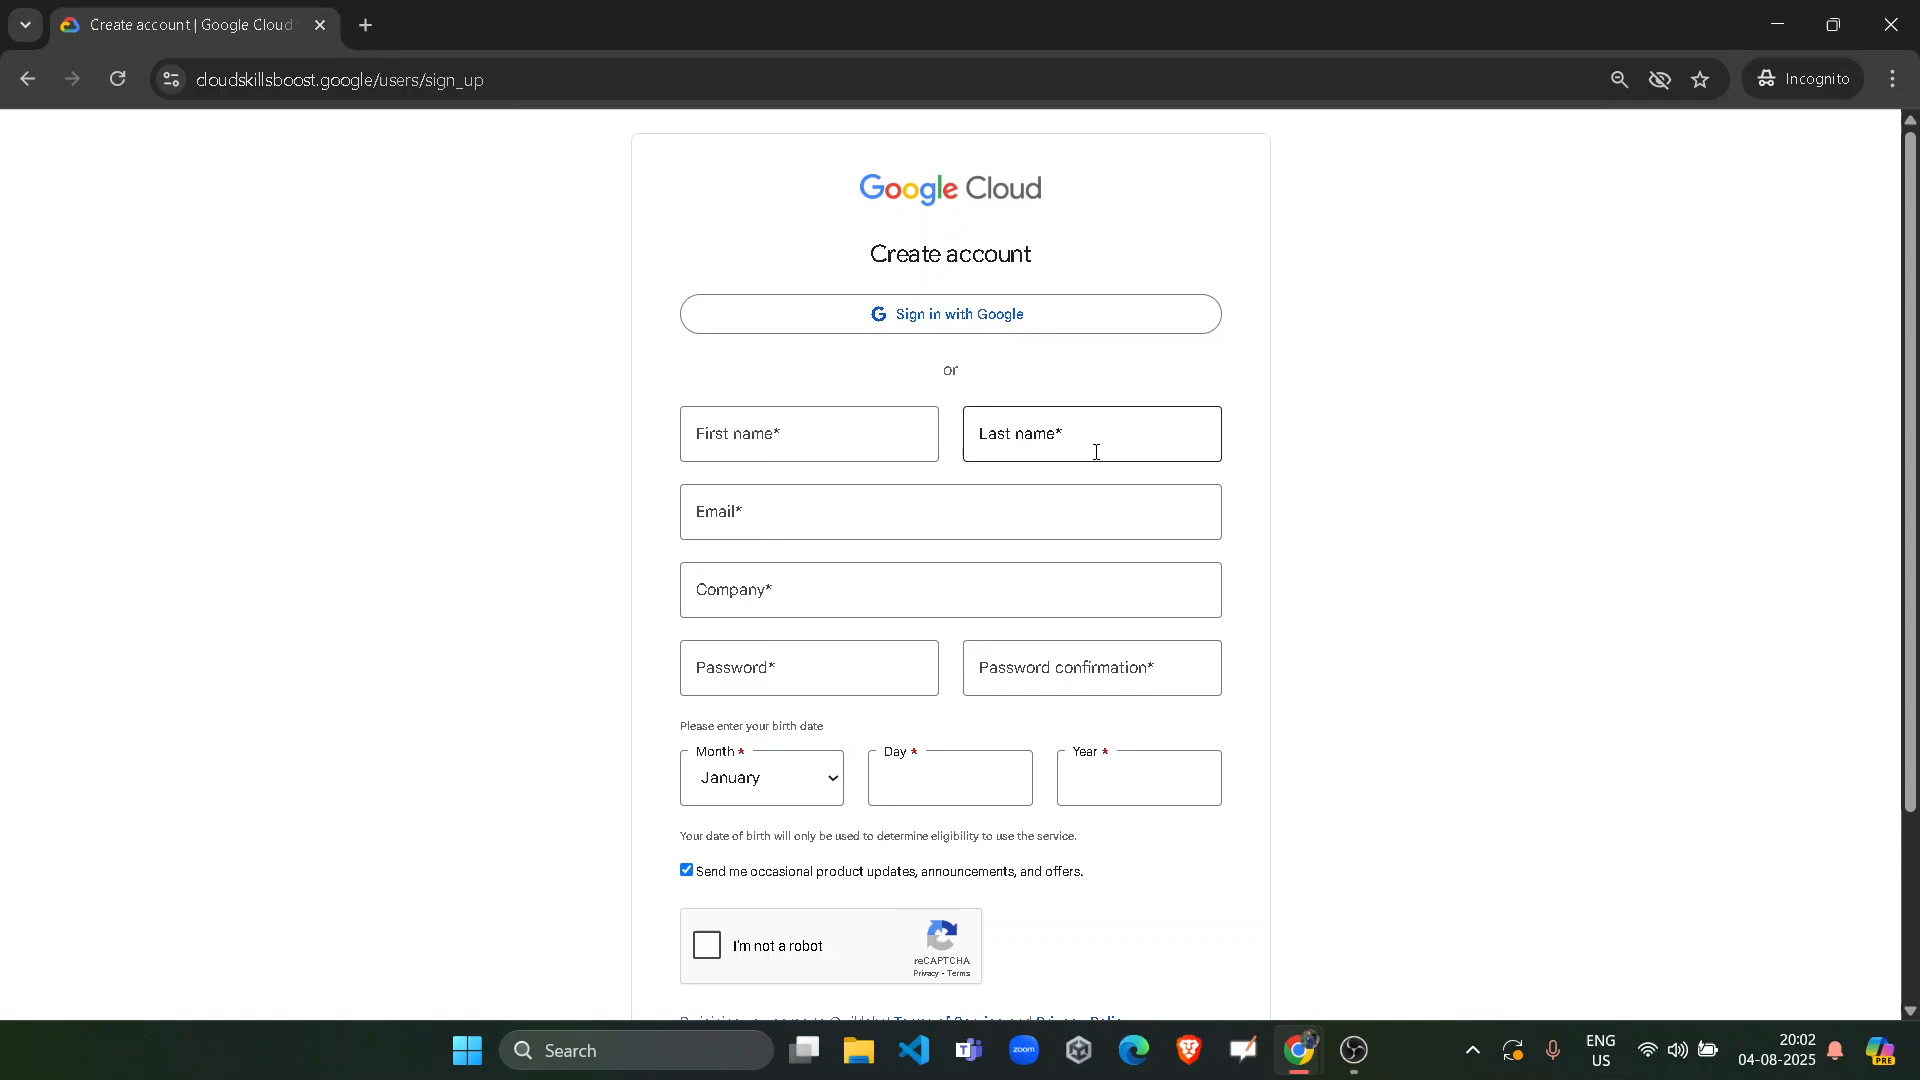 Create account | Google Cloud
cloudskillsboost.google/users/sign_up
Incognito
Google Cloud
Create account
Sign in with Google
or
First name*
Last name*
Email*
Company*
Password*
Password confirmation*
Please enter your birth date
Month *
Day *
Year *
January
Your date of birth will only be used to determine eligibility to use the service.
Send me occasional product updates, announcements, and offers.
I'm not a robot
reCAPTCHA
Privacy - Terms
Search
zoom
ENG
US
20:02
04-08-2025
PRE